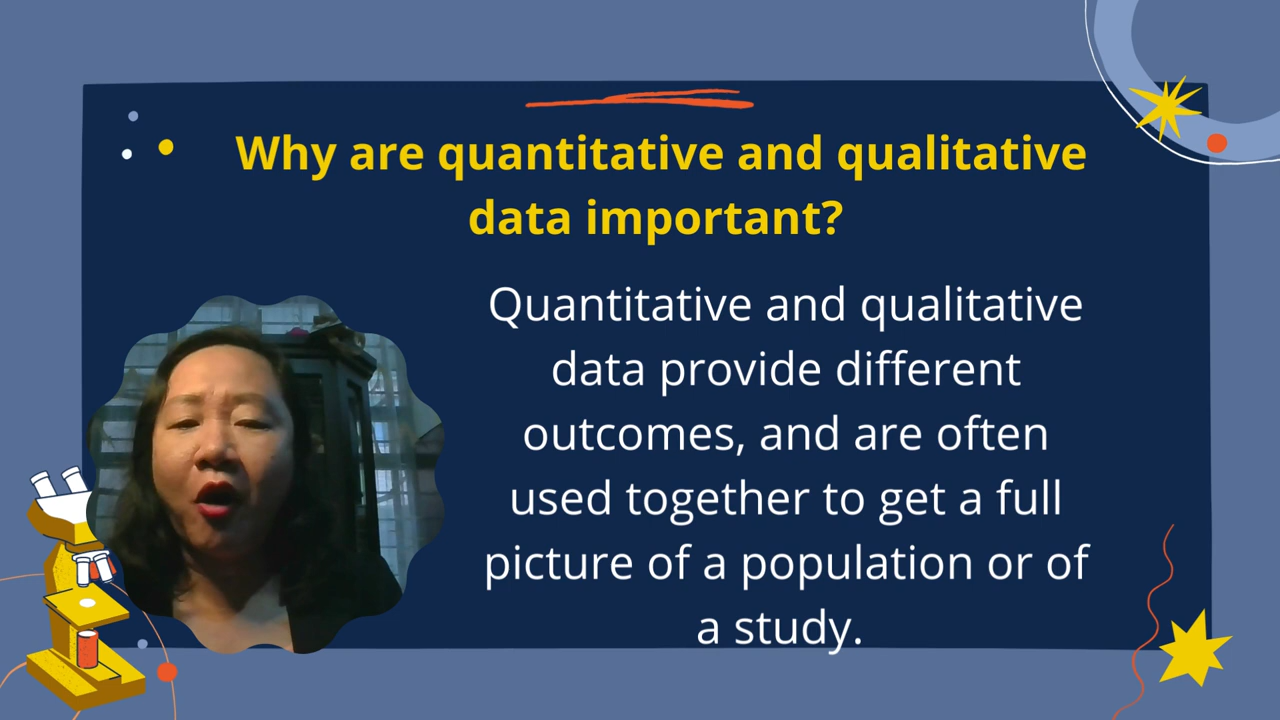 Why are quantitative and qualitative
data important?
Quantitative and qualitative
data provide different
outcomes, and are often
used together to get a full
picture of a population or of
a study.